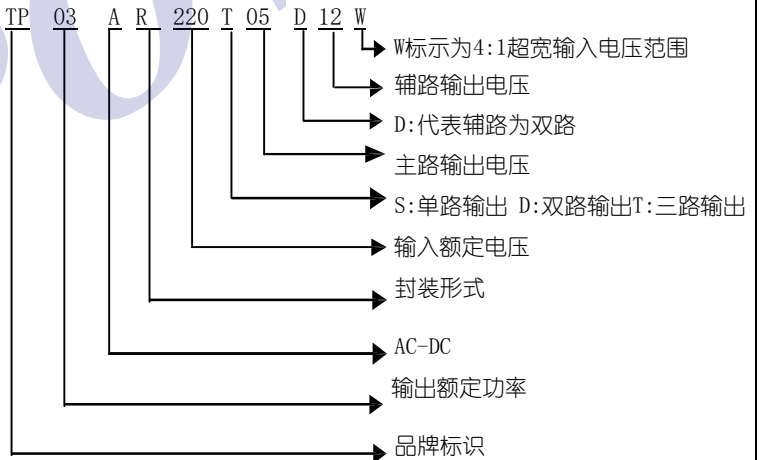 TP 03 A R 220 T 05 D 12 W
W标示为4:1超宽输入电压范围
辅路输出电压
D:代表辅路为双路
主路输出电压
S:单路输出 D:双路输出T:三路输出
输入额定电压
封装形式
AC-DC
输出额定功率
品牌标识